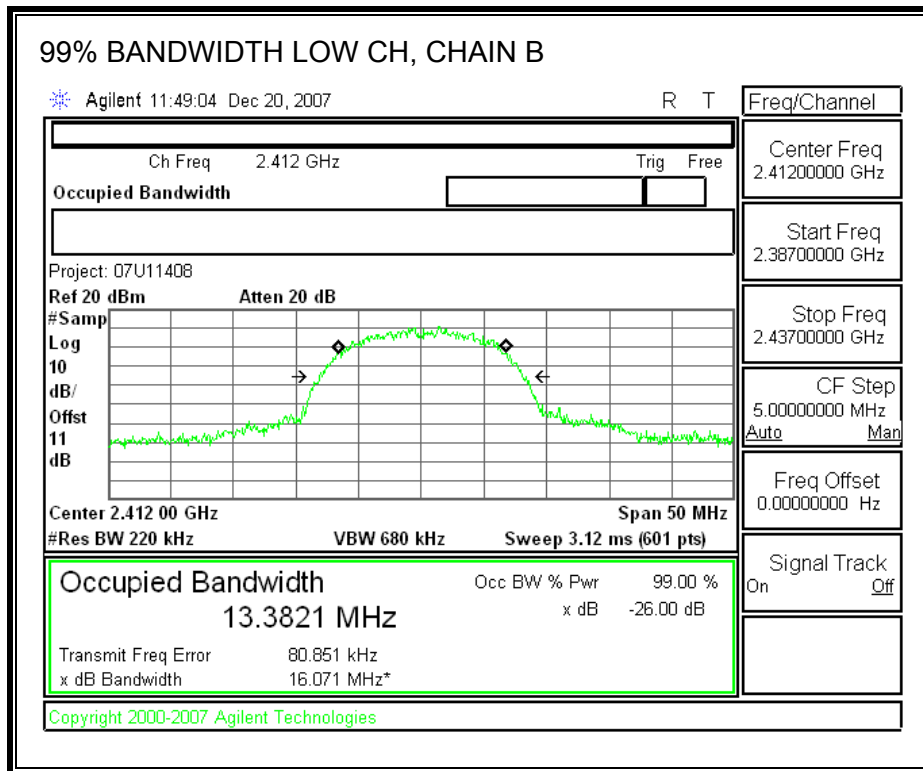 99% BANDWIDTH LOW CH, CHAIN B
Agilent 11:49:04 Dec 20, 2007 R T
Freq/Channel
Ch Freq 2.412 GHz Trig Free
Occupied Bandwidth
Center Freq
2.41200000 GHz
Start Freq
2.38700000 GHz
Stop Freq
2.43700000 GHz
CF Step
5.00000000 MHz
Auto Man
Freq Offset
0.00000000 Hz
Signal Track
On Off
Project: 07U11408
Ref 20 dBm Atten 20 dB
#Samp
Log
10
dB/
Offst
11
dB
Center 2.412 00 GHz Span 50 MHz
#Res BW 220 kHz VBW 680 kHz Sweep 3.12 ms (601 pts)
Occupied Bandwidth Occ BW % Pwr 99.00 %
13.3821 MHz x dB -26.00 dB
Transmit Freq Error 80.851 kHz
x dB Bandwidth 16.071 MHz*
Copyright 2000-2007 Agilent Technologies